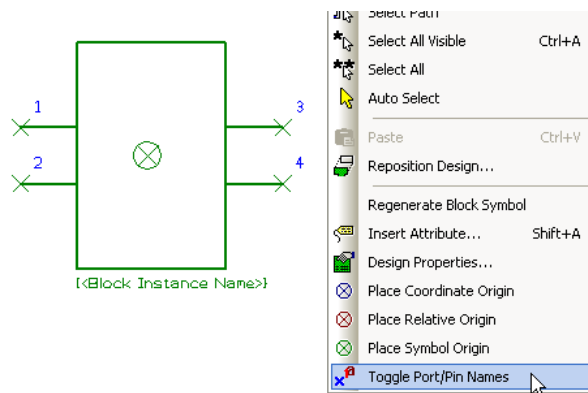 1
3
2
4
[<Block Instance Name>]
Select Path
Select All Visible Ctrl+A
Select All
Auto Select
Paste Ctrl+V
Reposition Design...
Regenerate Block Symbol
Insert Attribute... Shift+A
Design Properties...
Place Coordinate Origin
Place Relative Origin
Place Symbol Origin
Toggle Port/Pin Names